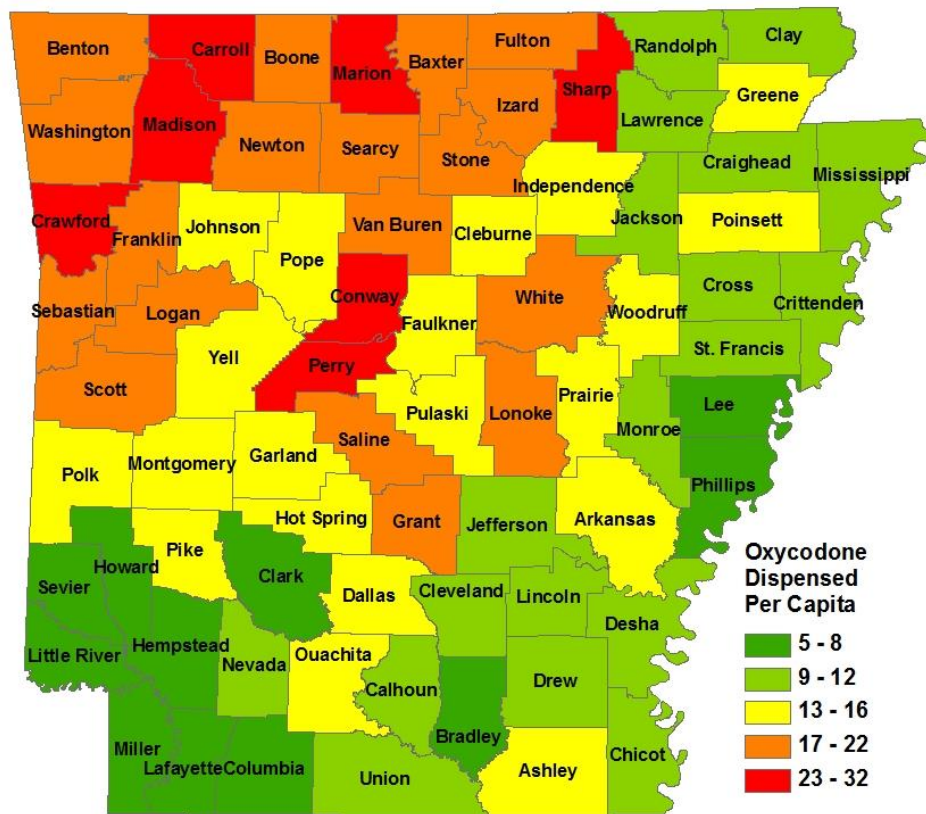 Benton
Carroll
Boone
Marion
Baxter
Fulton
Sharp
Randolph
Clay
Greene
Washington
Madison
Newton
Searcy
Stone
Izard
Lawrence
Craighead
Mississippi
Crawford
Franklin
Johnson
Pope
Van Buren
Cleburne
Independence
Jackson
Poinsett
Sebastian
Logan
Conway
Faulkner
White
Woodruff
Cross
Crittenden
Scott
Yell
Perry
Pulaski
Lonoke
Prairie
Monroe
St. Francis
Lee
Phillips
Polk
Montgomery
Garland
Saline
Hot Spring
Grant
Jefferson
Arkansas
Sevier
Howard
Pike
Clark
Dallas
Cleveland
Lincoln
Desha
Little River
Hempstead
Nevada
Ouachita
Calhoun
Bradley
Drew
Chicot
Miller
Lafayette
Columbia
Union
Ashley
Oxycodone
Dispensed
Per Capita
5 - 8
9 - 12
13 - 16
17 - 22
23 - 32